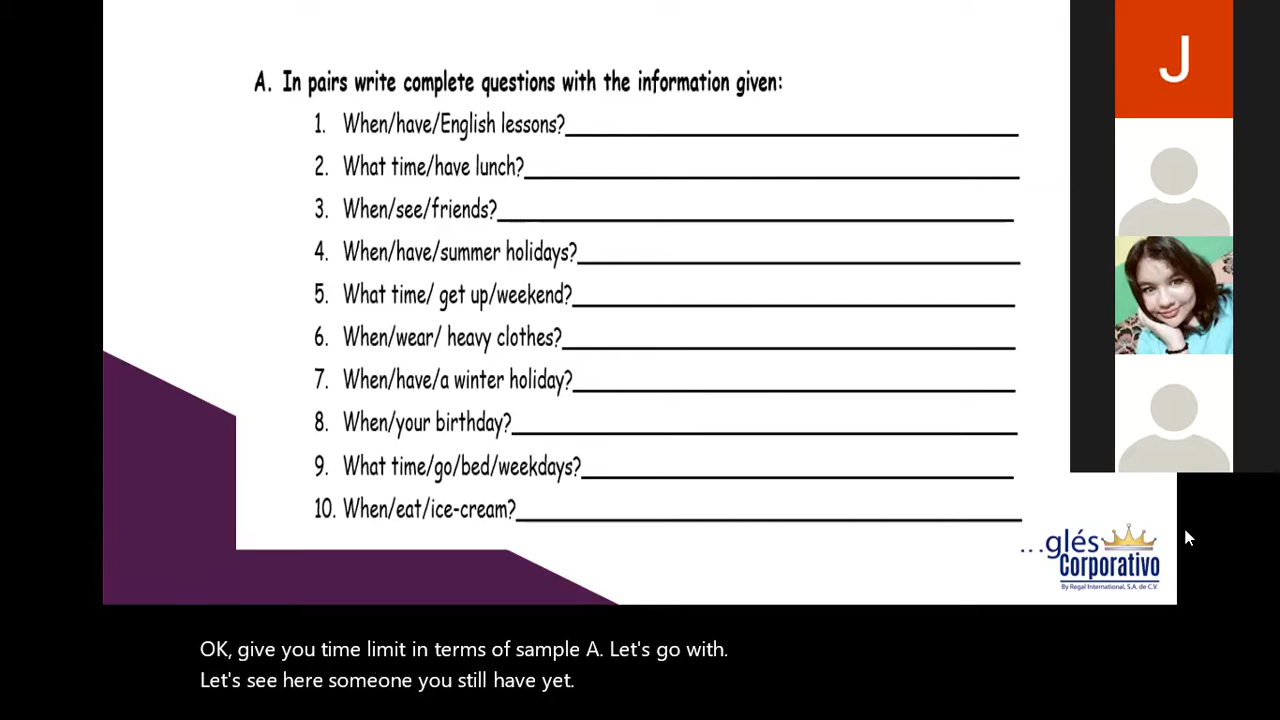 A. In pairs write complete questions with the information given:
1. When/have/English lessons?
2. What time/have lunch?
3. When/see/friends?
4. When/have/summer holidays?
5. What time/ get up/weekend?
6. When/wear/ heavy clothes?
7. When/have/a winter holiday?
8. When/your birthday?
9. What time/go/bed/weekdays?
10. When/eat/ice-cream?
J
...glés
Corporativo
By Regal International, S.A. de C.V.
OK, give you time limit in terms of sample A. Let's go with.
Let's see here someone you still have yet.